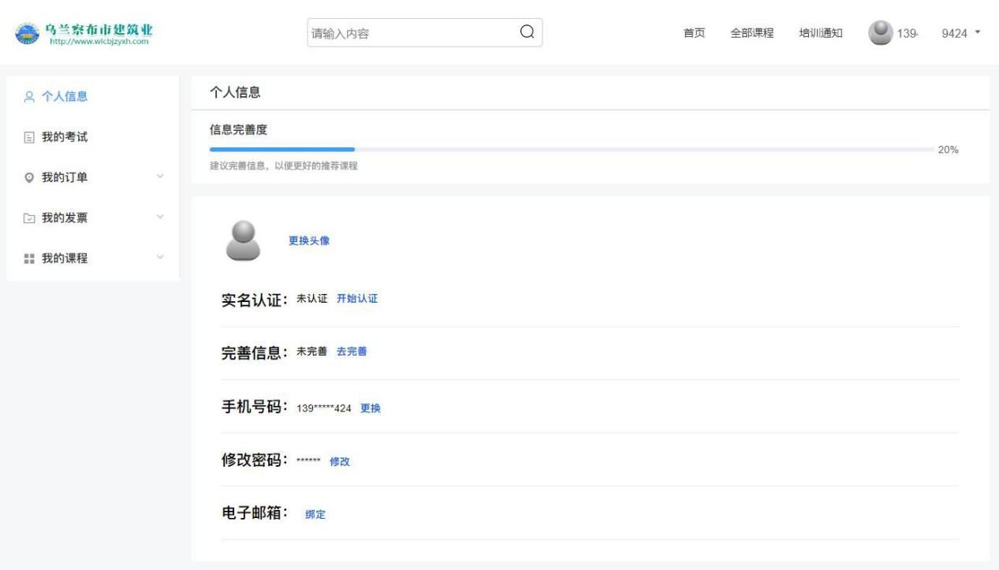 乌兰察布市建筑业
http://www.wlcbjzyxh.com
请输入内容
首页
全部课程
培训通知
139
9424
个人信息
我的考试
我的订单
我的发票
我的课程
个人信息
信息完善度
20%
建议完善信息，以便更好的推荐课程
更换头像
实名认证： 未认证 开始认证
完善信息： 未完善 去完善
手机号码： 139*****424 更换
修改密码： ****** 修改
电子邮箱： 绑定